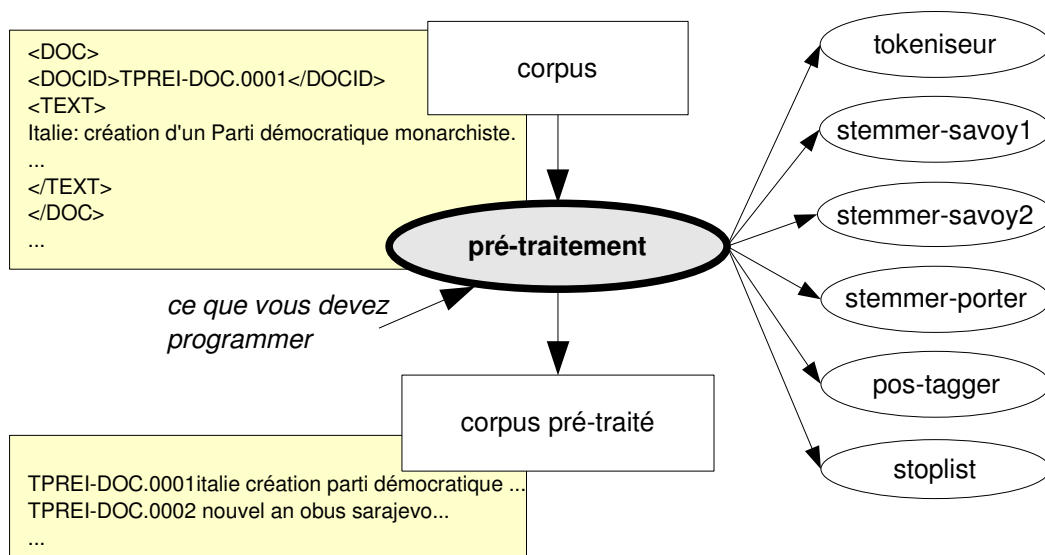 <DOC>
<DOCID>TPREI-DOC.0001</DOCID>
<TEXT>
Italie: création d'un Parti démocratique monarchiste.
...
</TEXT>
</DOC>
...
corpus
pré-traitement
ce que vous devez
programmer
corpus pré-traité
TPREI-DOC.0001italie création parti démocratique ...
TPREI-DOC.0002 nouvel an obus sarajevo...
...
tokeniseur
stemmer-savoy1
stemmer-savoy2
stemmer-porter
pos-tagger
stoplist